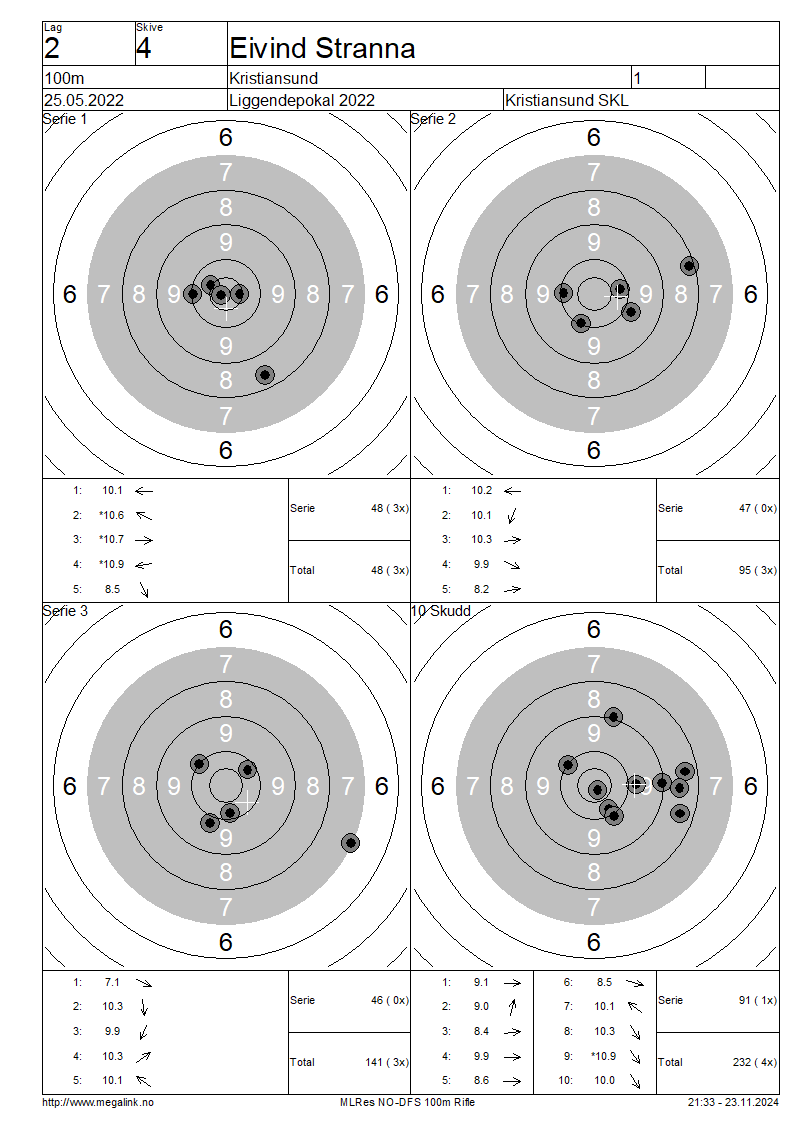 Lag Skive
2 4 Eivind Stranna
100m Kristiansund 1
25.05.2022 Liggendepokal 2022 Kristiansund SKL
Serie 1 Serie 2
6 6
7 7
8 8
9 9
6 7 8 9 9 8 7 6 6 7 8 9 9 8 7 6
9 9
8 8
7 7
6 6
1: 10.1 1: 10.2
Serie 48 ( 3x) Serie 47 ( 0x)
2: *10.6 2: 10.1
3: *10.7 3: 10.3
4: *10.9 4: 9.9
Total 48 ( 3x) Total 95 ( 3x)
5: 8.5 5: 8.2
Serie 3 10 Skudd
6 6
7 7
8 8
9 9
6 7 8 9 9 8 7 6 6 7 8 9 9 8 7 6
9 9
8 8
7 7
6 6
1: 7.1 1: 9.1 6: 8.5
Serie 46 ( 0x) Serie 91 ( 1x)
2: 10.3 2: 9.0 7: 10.1
3: 9.9 3: 8.4 8: 10.3
4: 10.3 4: 9.9 9: *10.9
Total 141 ( 3x) Total 232 ( 4x)
5: 10.1 5: 8.6 10: 10.0
http://www.megalink.no MLRes NO-DFS 100m Rifle 21:33 - 23.11.2024